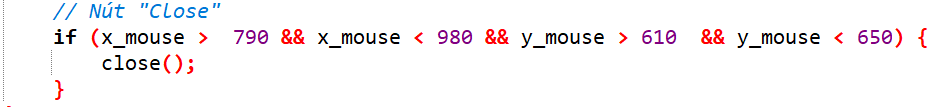 // Nút "Close"
if (x_mouse >  790 && x_mouse < 980 && y_mouse > 610  && y_mouse < 650) {
close();
}